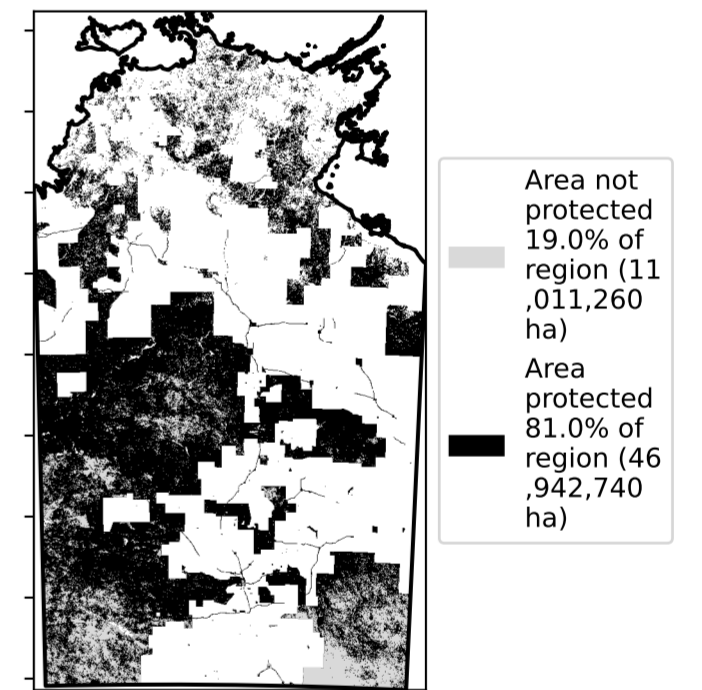 Area not
protected
19.0% of
region (11
,011,260
ha)
Area
protected
81.0% of
region (46
,942,740
ha)